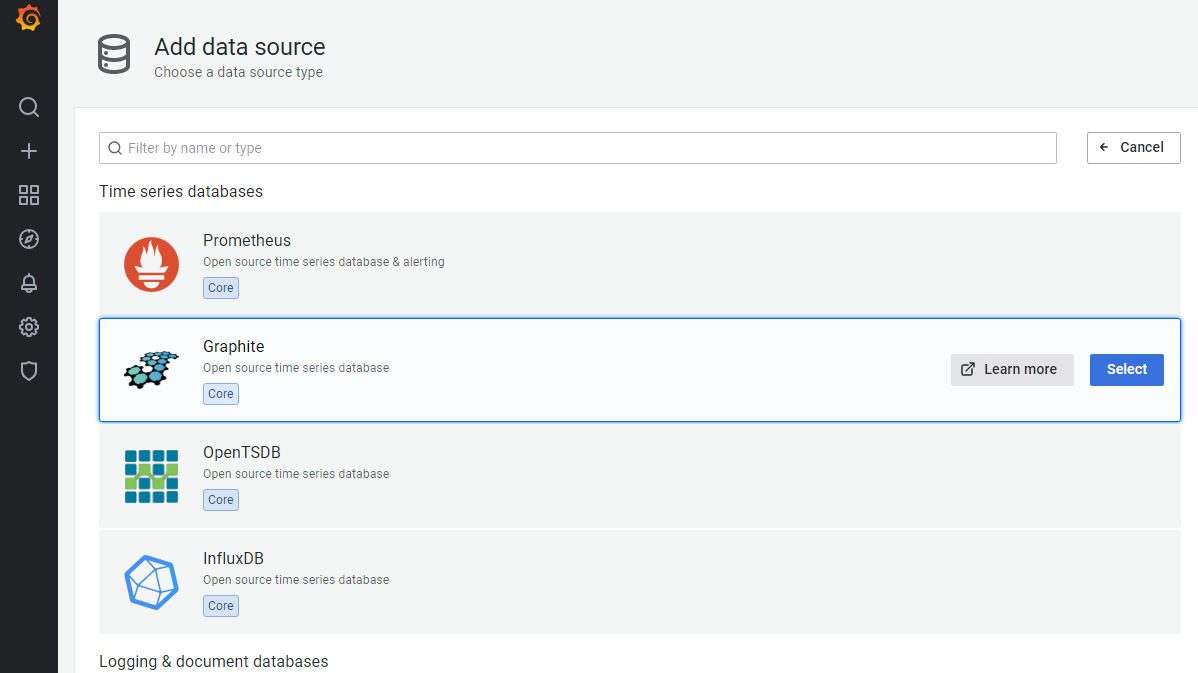 Add data source
Choose a data source type
Filter by name or type
Cancel
Time series databases
Prometheus
Open source time series database & alerting
Core
Graphite
Open source time series database
Core
Learn more
Select
OpenTSDB
Open source time series database
Core
InfluxDB
Open source time series database
Core
Logging & document databases